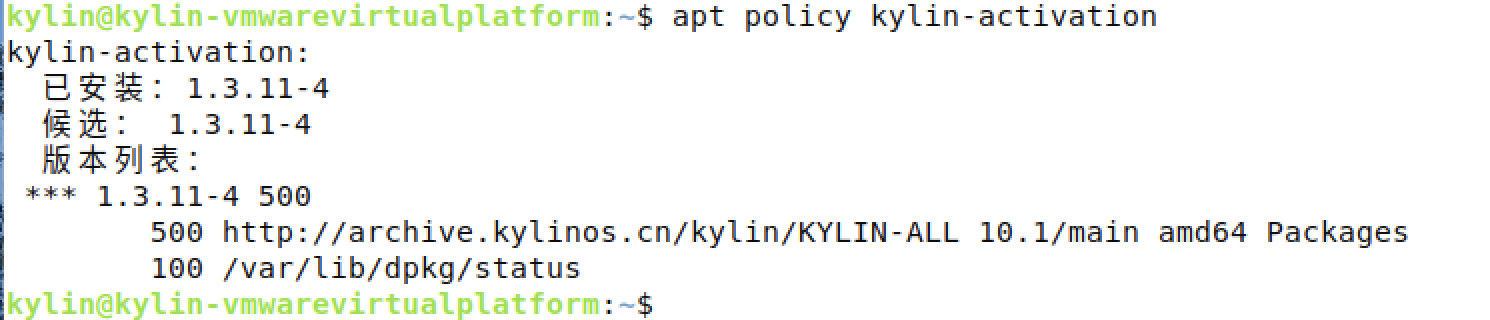 kylin@kylin-vmwarevirtualplatform:~$ apt policy kylin-activation
kylin-activation:
  已安装：1.3.11-4
  候选： 1.3.11-4
  版本列表：
 *** 1.3.11-4 500
        500 http://archive.kylinos.cn/kylin/KYLIN-ALL 10.1/main amd64 Packages
        100 /var/lib/dpkg/status
kylin@kylin-vmwarevirtualplatform:~$